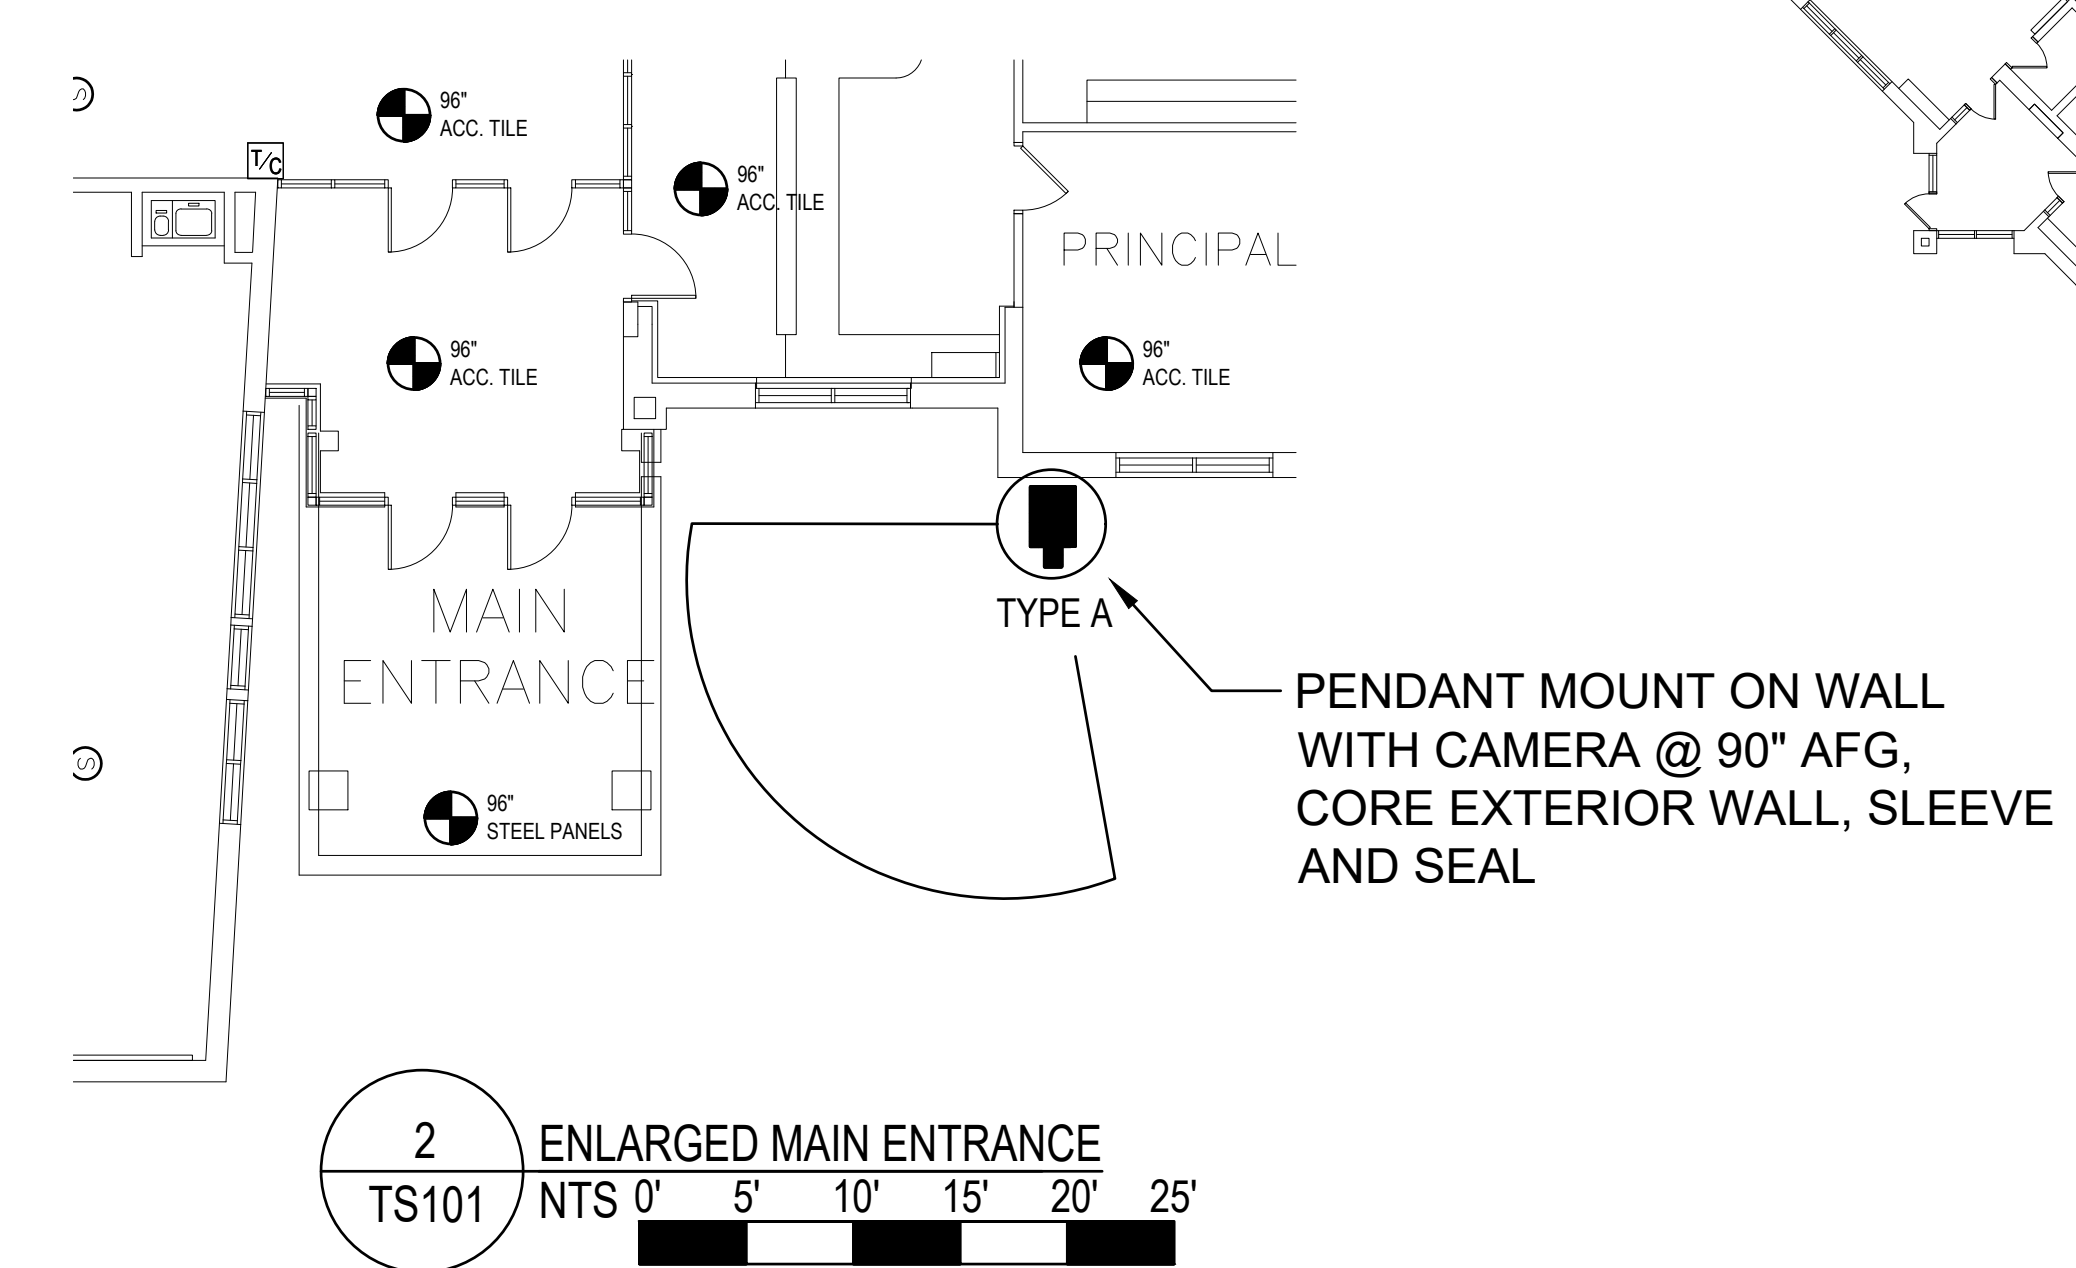 S
96"
ACC. TILE
T/C
96"
ACC. TILE
PRINCIPAL
96"
ACC. TILE
96"
ACC. TILE
TYPE A
MAIN
ENTRANCE
PENDANT MOUNT ON WALL
WITH CAMERA @ 90" AFG,
CORE EXTERIOR WALL, SLEEVE
AND SEAL
S
96"
STEEL PANELS
2
ENLARGED MAIN ENTRANCE
TS101
NTS 0' 5' 10' 15' 20' 25'